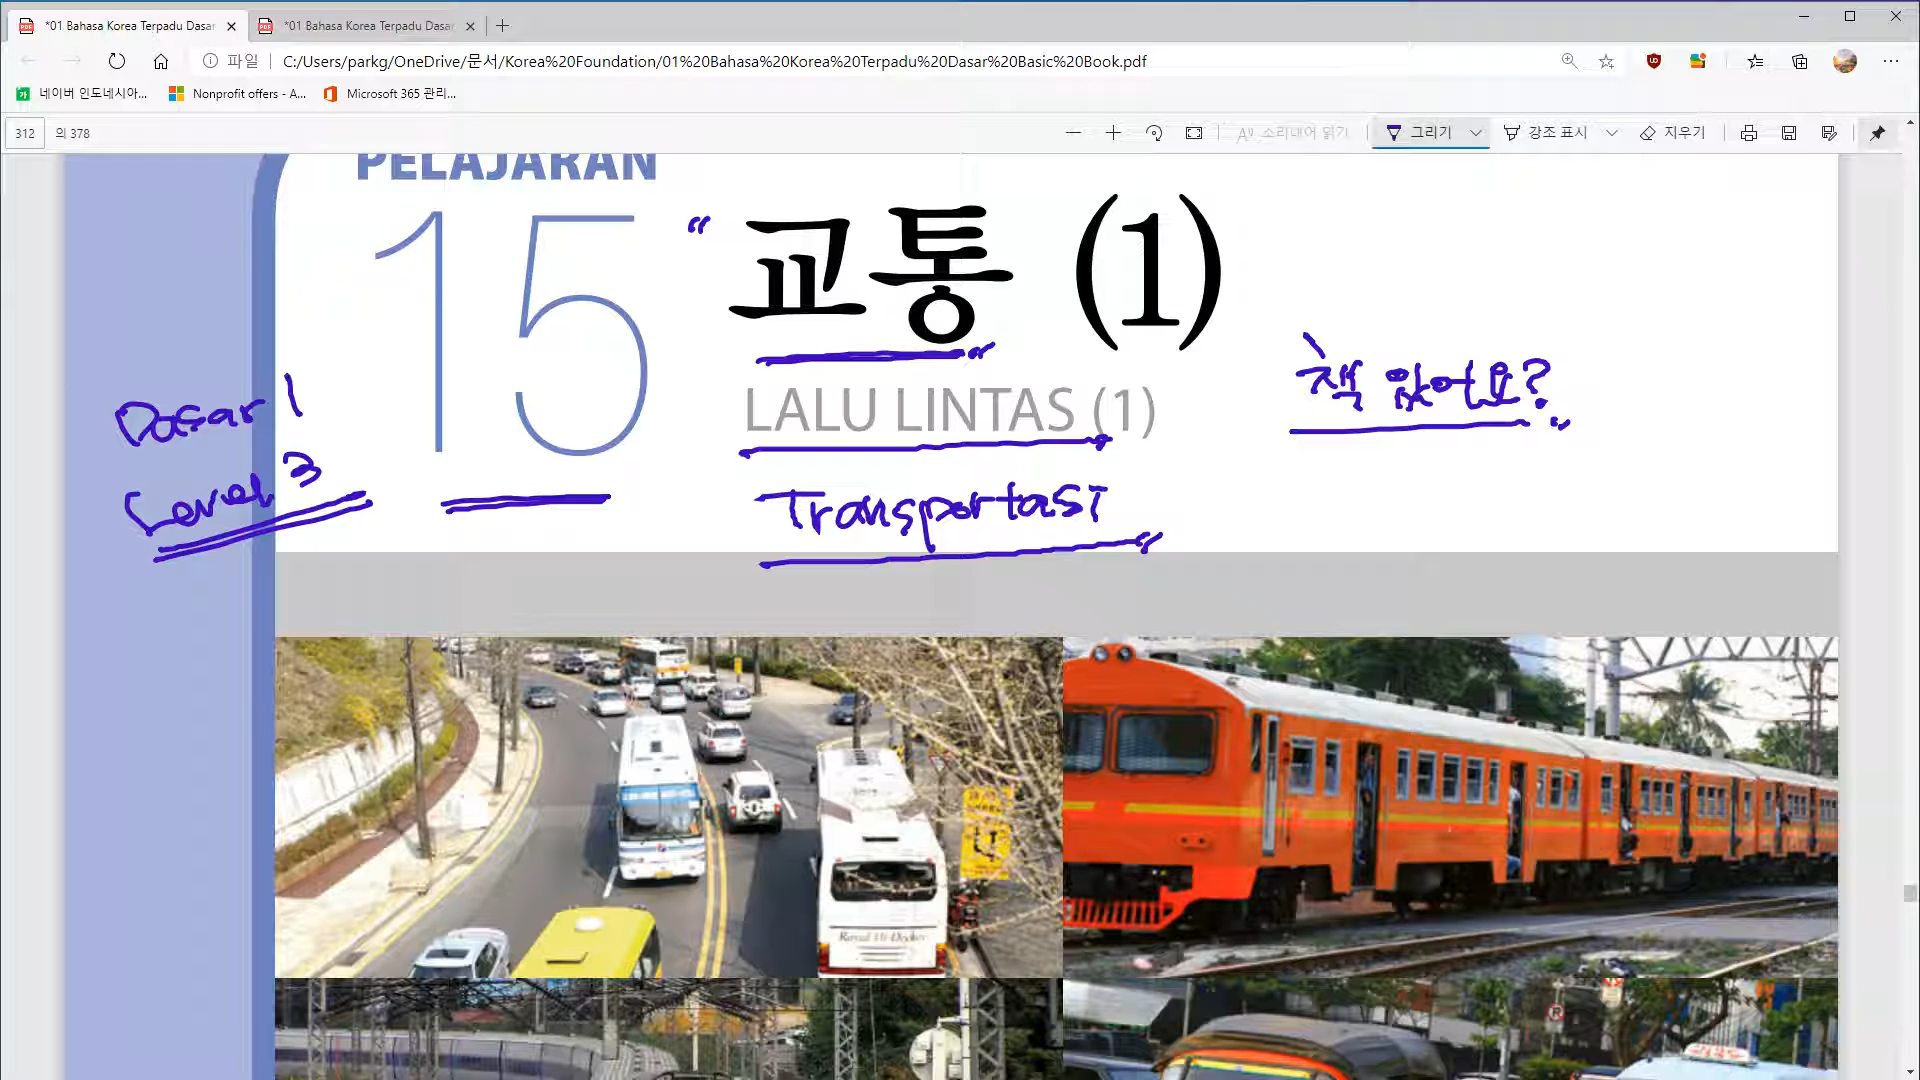 *01 Bahasa Korea Terpadu Dasar
*01 Bahasa Korea Terpadu Dasar
파일
C:/Users/parkg/OneDrive/문서/Korea%20Foundation/01%20Bahasa%20Korea%20Terpadu%20Dasar%20Basic%20Book.pdf
네이버 인도네시아...
Nonprofit offers - A...
Microsoft 365 관리...
312 의 378
소리내어 읽기
그리기
강조 표시
지우기
PELAJARAN
15
“교통 (1)
LALU LINTAS (1)
Transportasi
Dasar 1
Level 3
책 있어요?
Royal Hi-Decker